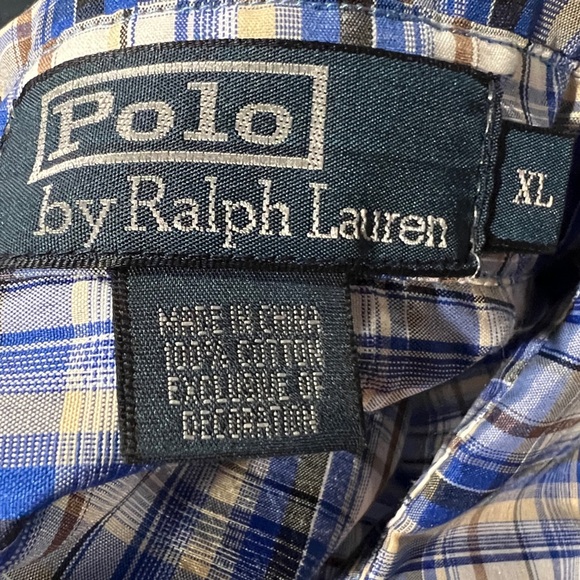 Polo
by Ralph Lauren
XL
MADE IN CHINA
100% COTTON
EXCLUSIVE OF
DECORATION